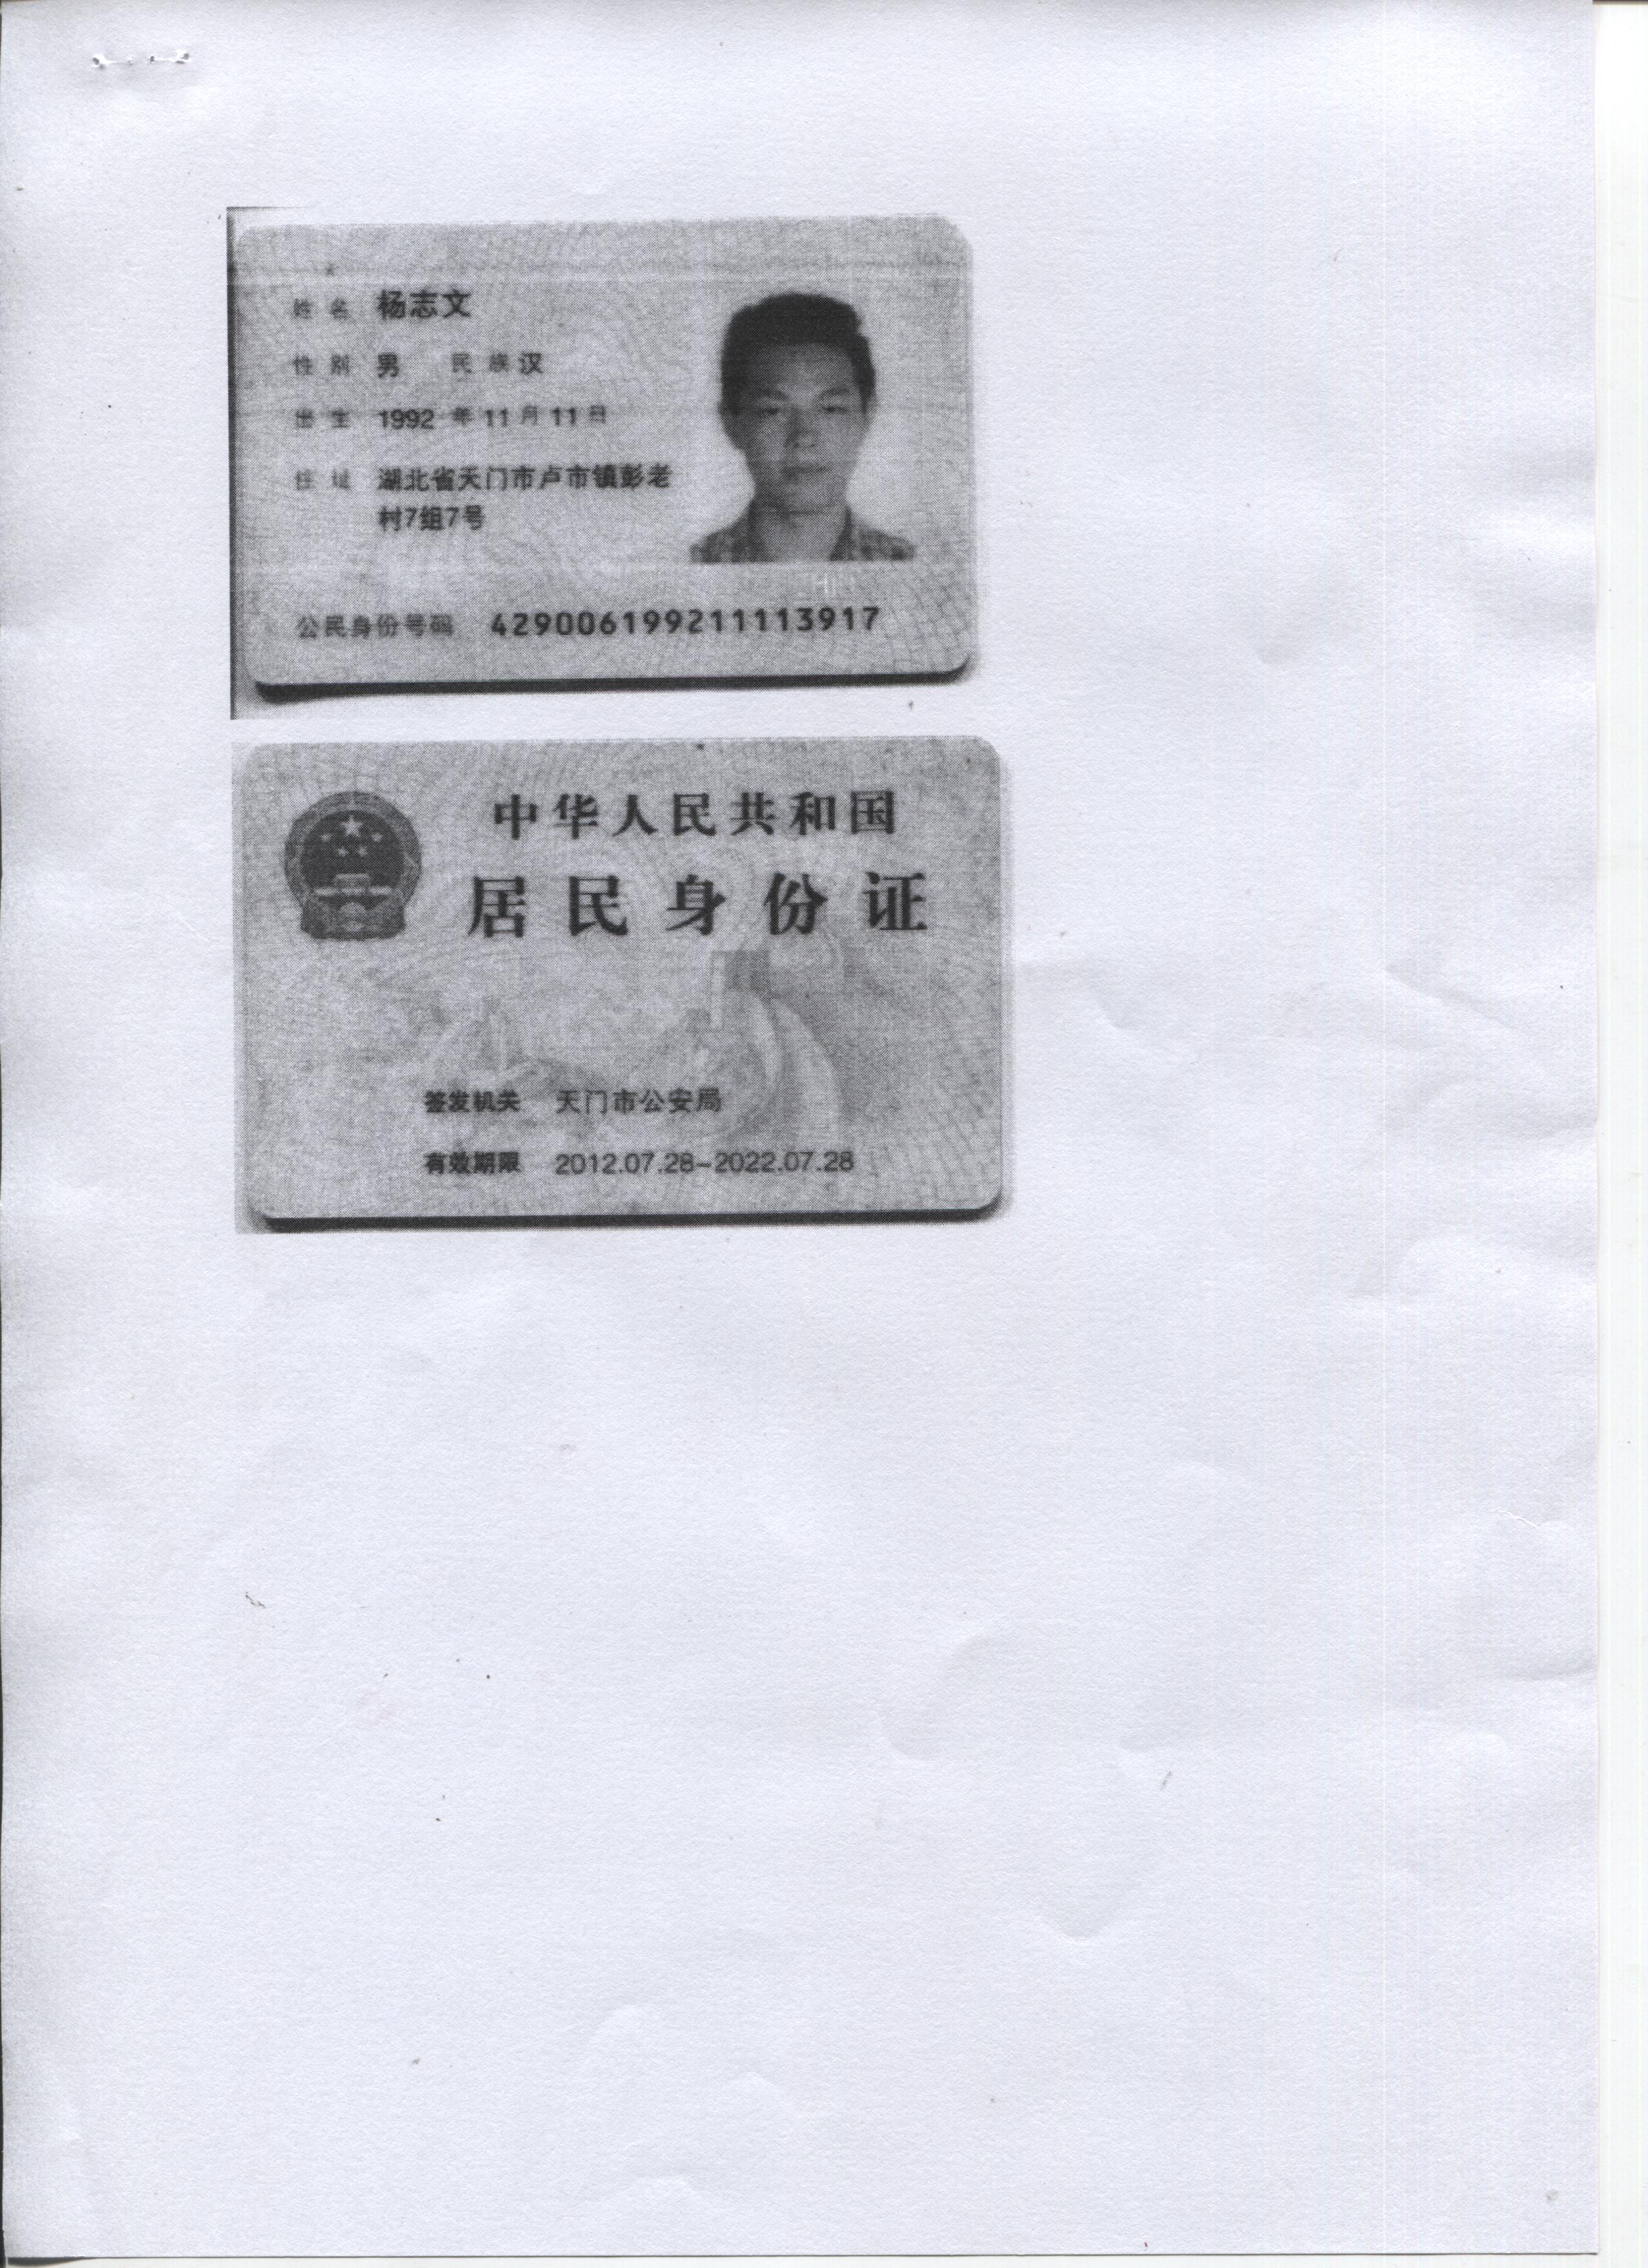 姓名 杨志文
性别 男 民族 汉
出生 1992 年 11 月 11 日
住址 湖北省天门市卢市镇彭老
村7组7号
公民身份号码 429006199211113917
中华人民共和国
居民身份证
签发机关 天门市公安局
有效期限 2012.07.28-2022.07.28